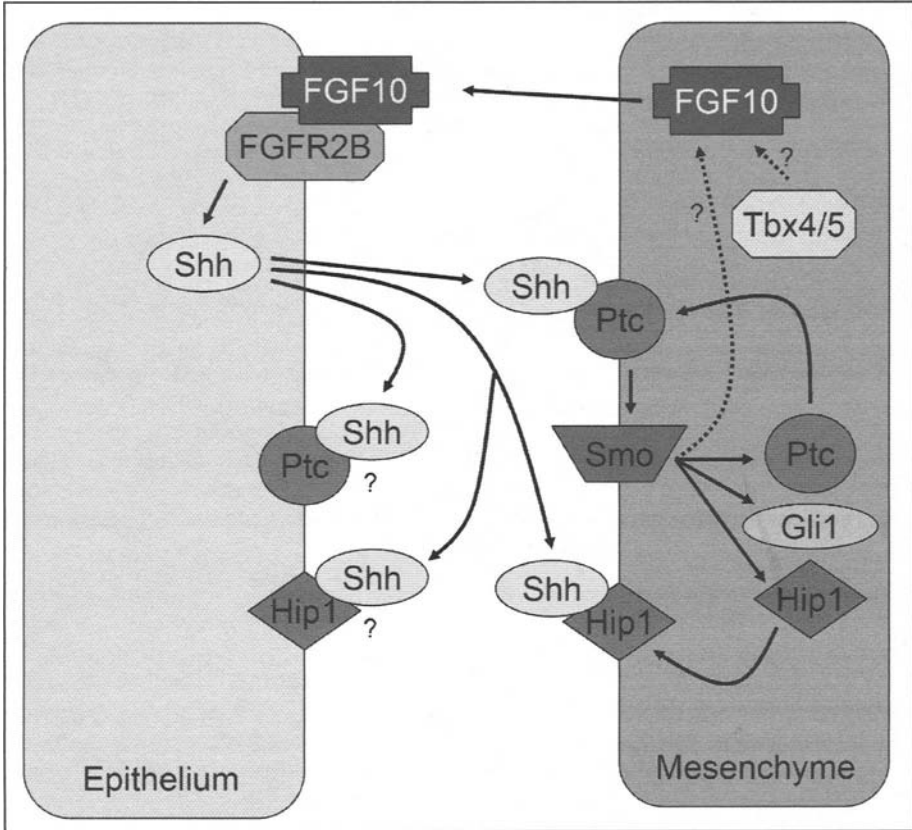 FGF10
FGF10
FGFR2B
?
Tbx4/5
?
Shh
Shh
Ptc
Shh
Ptc
?
Smo
Ptc
Gli1
Shh
Hip1
?
Shh
Hip1
Hip1
Epithelium
Mesenchyme